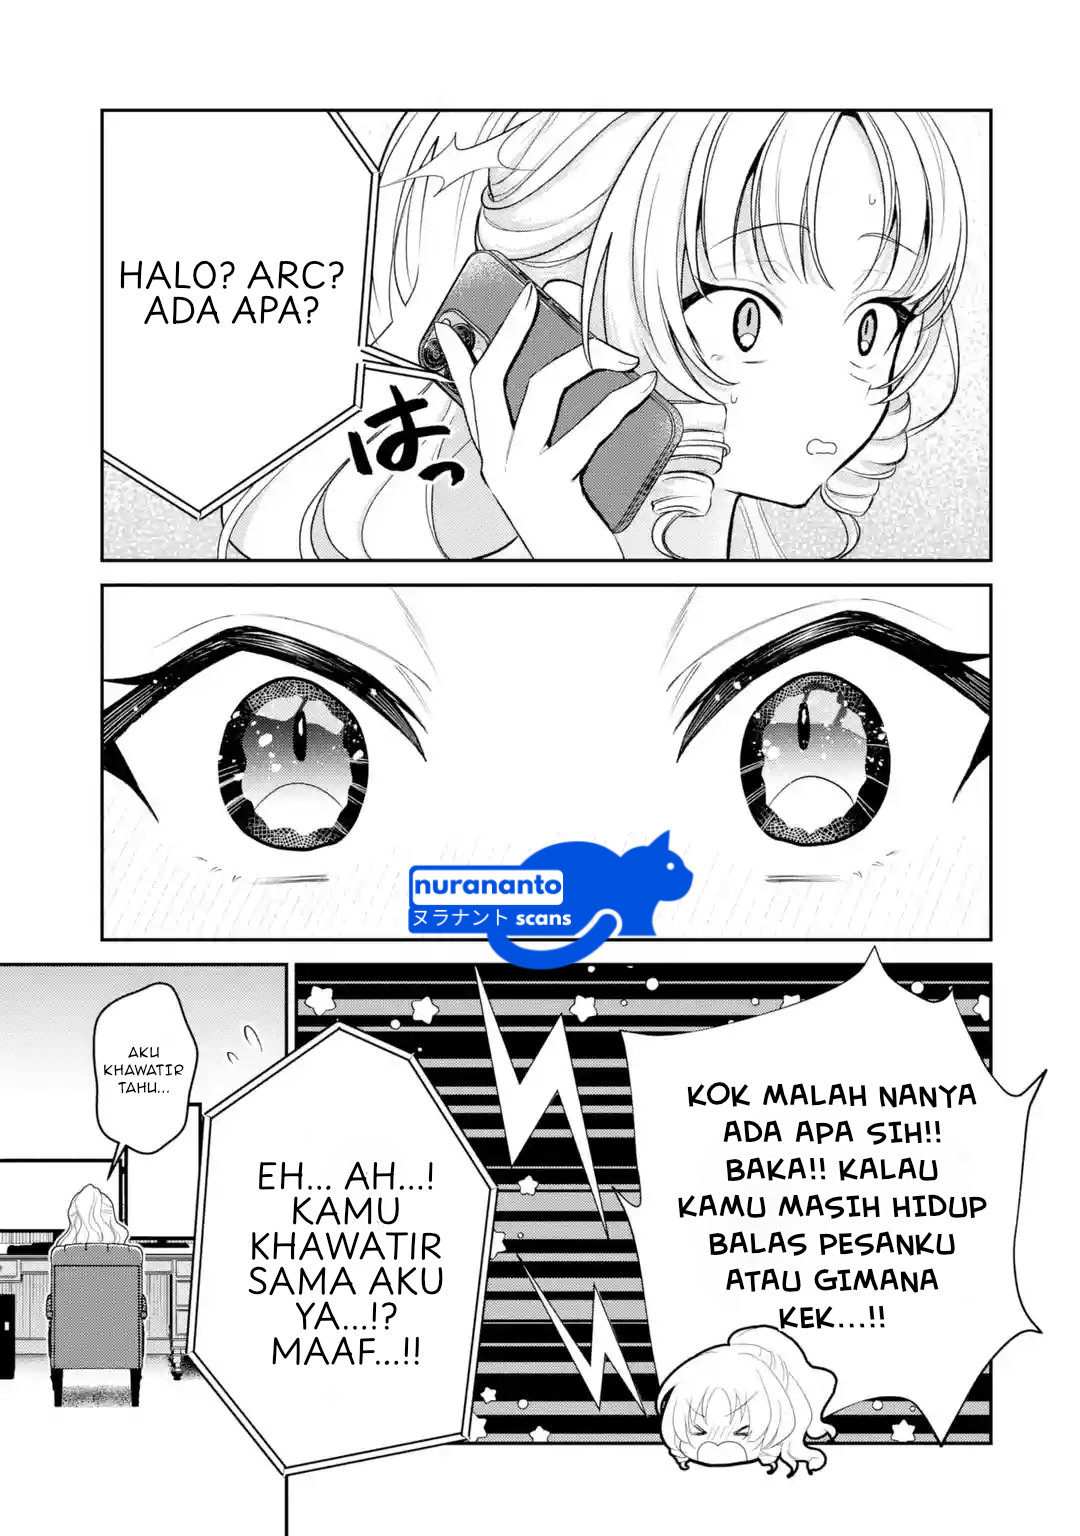 HALO? ARC?
ADA APA?
はっ
nurananto
ヌラナント scans
KOK MALAH NANYA
ADA APA SIH!!
BAKA!! KALAU
KAMU MASIH HIDUP
BALAS PESANKU
ATAU GIMANA
KEK...!!
EH... AH...!
KAMU
KHAWATIR
SAMA AKU
YA...!?
MAAF...!!
AKU
KHAWATIR
TAHU...